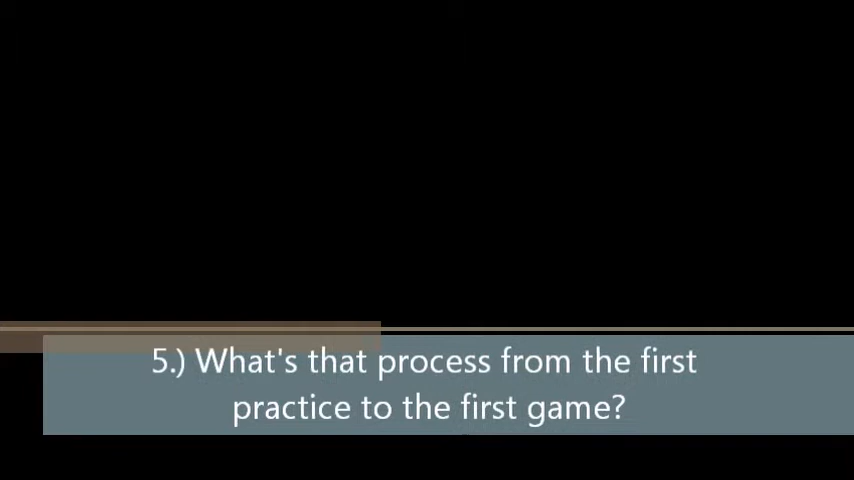 5.) What's that process from the first
practice to the first game?